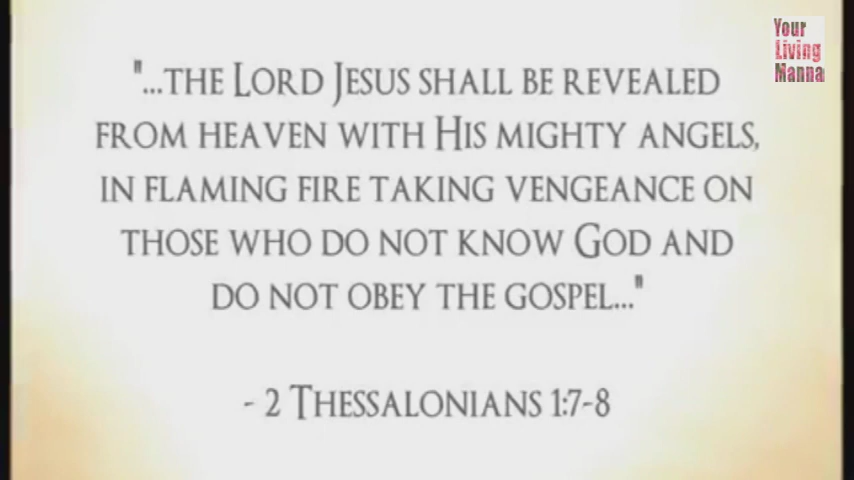 Your
Living
Manna
"...the Lord Jesus shall be revealed
from heaven with His mighty angels,
in flaming fire taking vengeance on
those who do not know God and
do not obey the gospel..."
- 2 Thessalonians 1:7-8